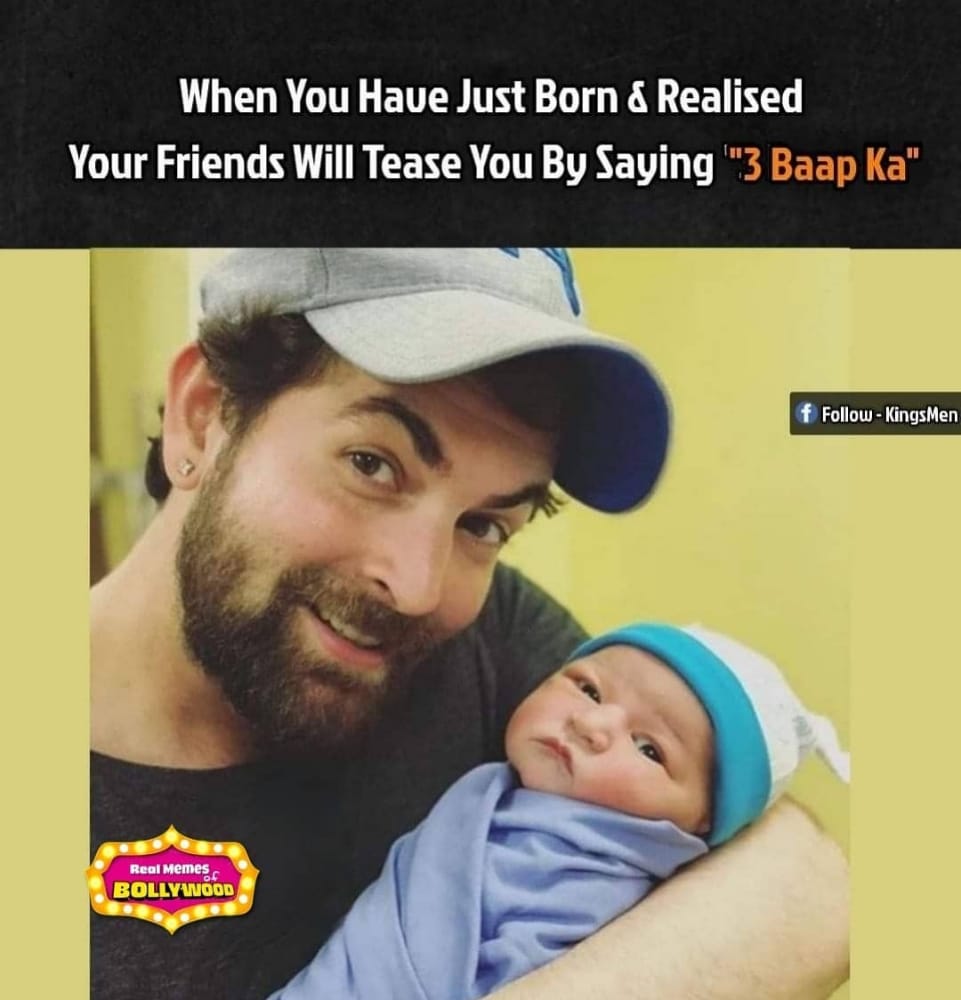 When You Have Just Born & Realised
Your Friends Will Tease You By Saying '"3 Baap Ka"
f Follow - KingsMen
Real Memes
of
BOLLYWOOD